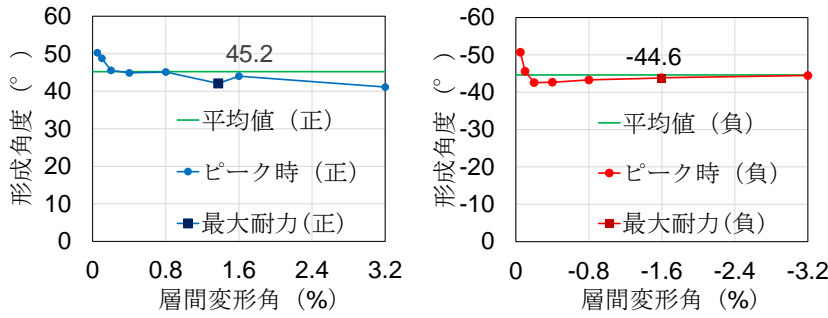 60
50
40
30
20
10
0
形成角度（°）
45.2
平均値（正）
ピーク時（正）
最大耐力(正)
0
0.8
1.6
2.4
3.2
層間変形角（%）
-60
-50
-40
-30
-20
-10
0
形成角度（°）
-44.6
平均値（負）
ピーク時（負）
最大耐力(負)
0
-0.8
-1.6
-2.4
-3.2
層間変形角（%）